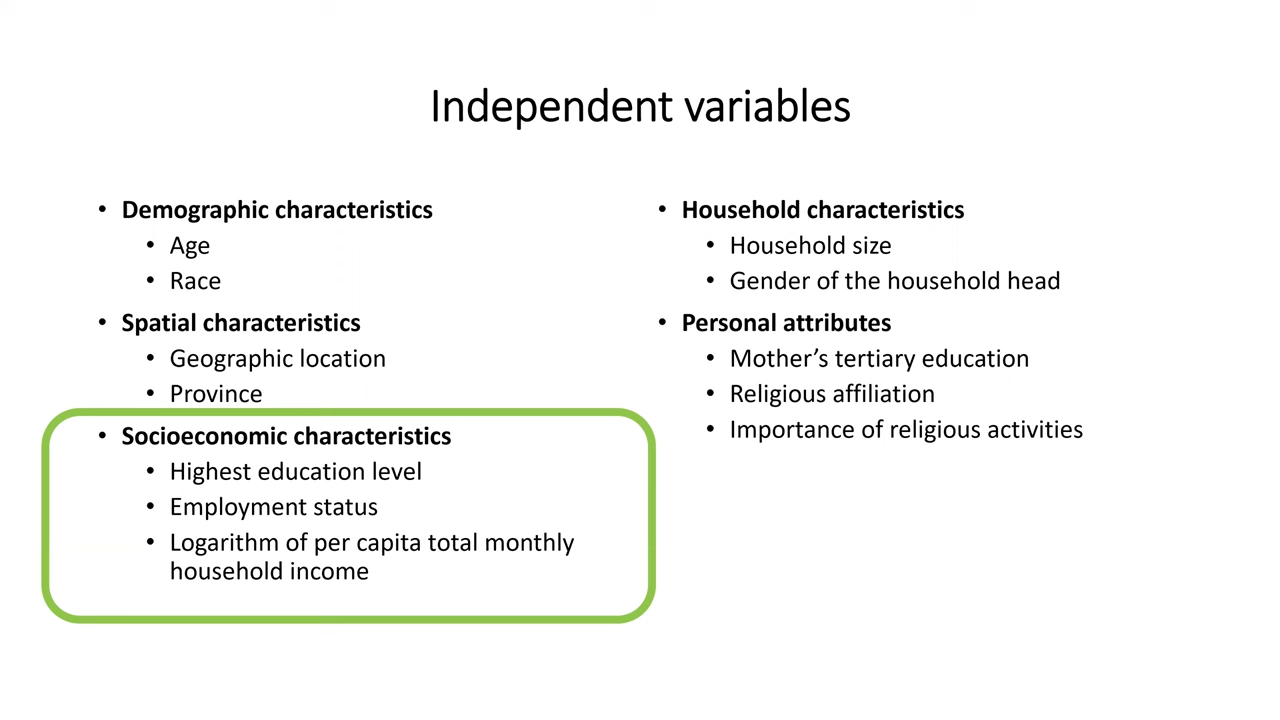 Independent variables
• Demographic characteristics
• Age
• Race
• Spatial characteristics
• Geographic location
• Province
• Socioeconomic characteristics
• Highest education level
• Employment status
• Logarithm of per capita total monthly
household income
• Household characteristics
• Household size
• Gender of the household head
• Personal attributes
• Mother’s tertiary education
• Religious affiliation
• Importance of religious activities